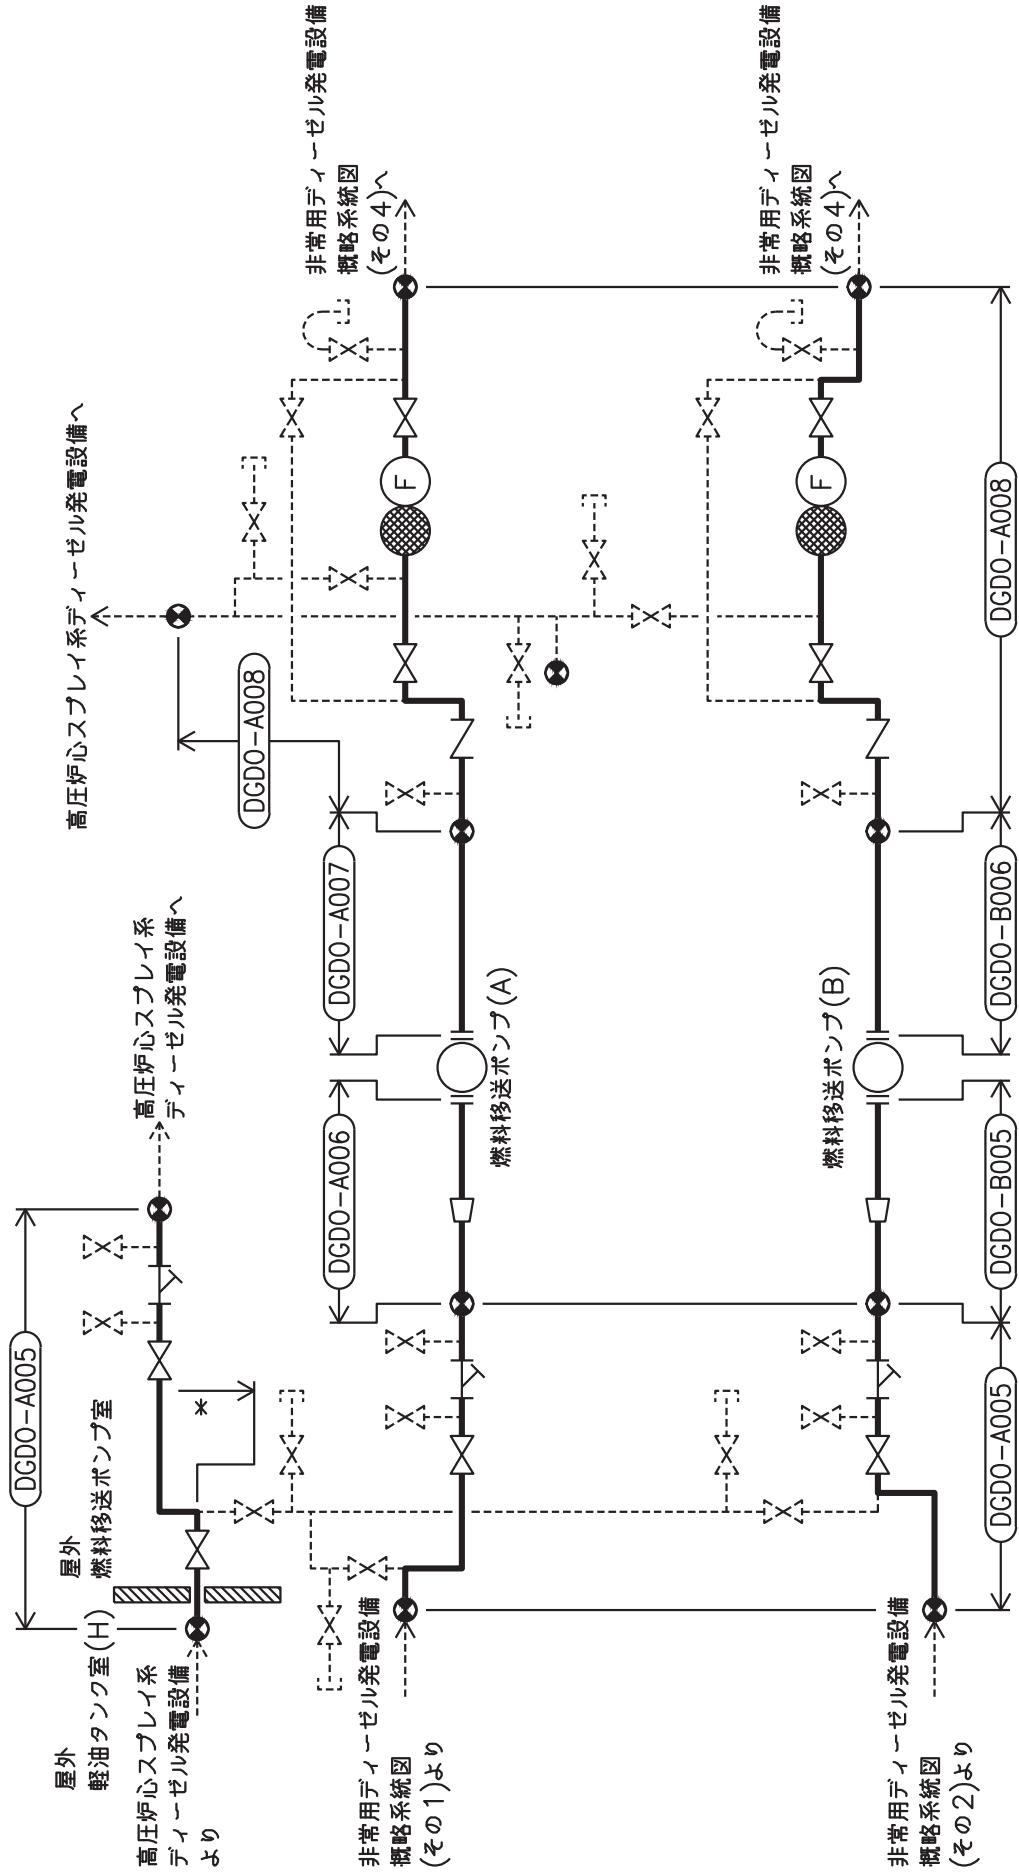 屋外
軽油タンク室(H)
屋外
燃料移送ポンプ室
DGDO-A005
高圧炉心スプレイ系
ディーゼル発電設備
より
高圧炉心スプレイ系
ディーゼル発電設備へ
*
高圧炉心スプレイ系ディーゼル発電設備へ
DGDO-A008
DGDO-A006
DGDO-A007
非常用ディーゼル発電設備
概略系統図
(その1)より
燃料移送ポンプ(A)
F
非常用ディーゼル発電設備
概略系統図
(その4)へ
非常用ディーゼル発電設備
概略系統図
(その2)より
燃料移送ポンプ(B)
F
非常用ディーゼル発電設備
概略系統図
(その4)へ
DGDO-A005
DGDO-B005
DGDO-B006
DGDO-A008